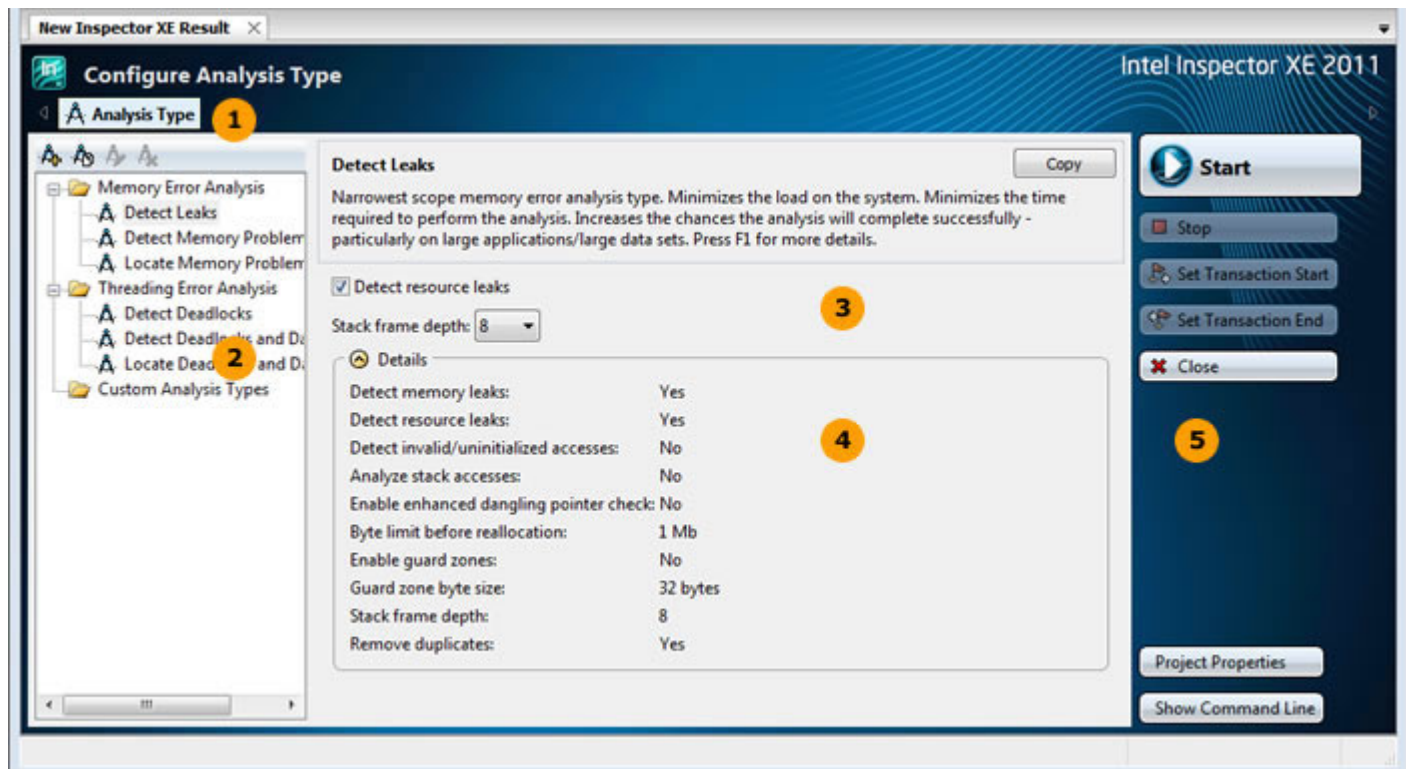 New Inspector XE Result
Configure Analysis Type
Intel Inspector XE 2011
Analysis Type
1
Memory Error Analysis
Detect Leaks
Detect Memory Problem
Locate Memory Problem
Threading Error Analysis
Detect Deadlocks
Detect and Da
2
Locate and D
Custom Analysis Types
Detect Leaks
Copy
Narrowest scope memory error analysis type. Minimizes the load on the system. Minimizes the time
required to perform the analysis. Increases the chances the analysis will complete successfully -
particularly on large applications/large data sets. Press F1 for more details.
Detect resource leaks
3
Stack frame depth: 8
Details
Detect memory leaks: Yes
Detect resource leaks: Yes
Detect invalid/uninitialized accesses: No
4
Analyze stack accesses: No
Enable enhanced dangling pointer check: No
Byte limit before reallocation: 1 Mb
Enable guard zones: No
Guard zone byte size: 32 bytes
Stack frame depth: 8
Remove duplicates: Yes
Start
Stop
Set Transaction Start
Set Transaction End
Close
5
Project Properties
Show Command Line